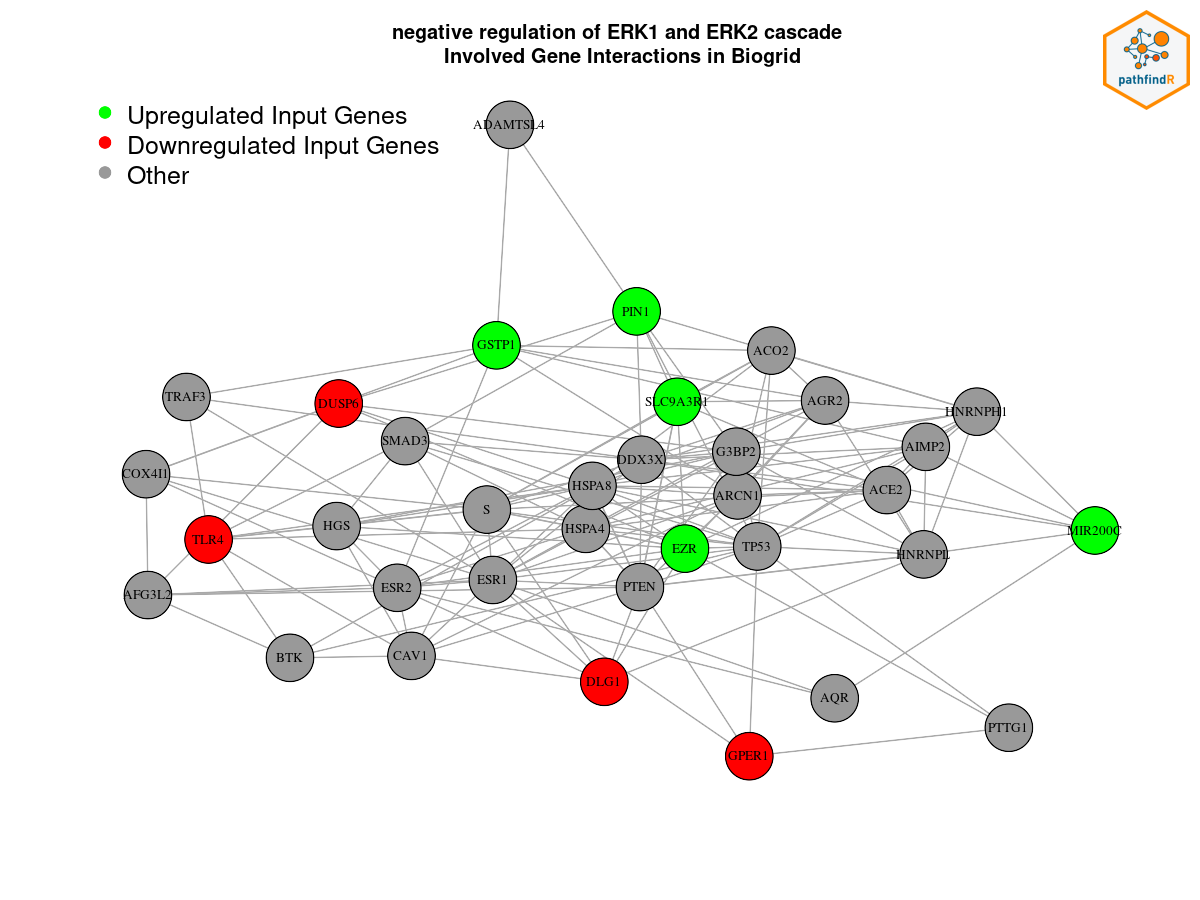 negative regulation of ERK1 and ERK2 cascade
Involved Gene Interactions in Biogrid
pathfindR
Upregulated Input Genes
Downregulated Input Genes
Other
ADAMTSL4
PIN1
GSTP1
ACO2
TRAF3
DUSP6
SLC9A3R1
AGR2
HNRNPH1
SMAD3
AIMP2
G3BP2
DDX3X
COX4I1
HSPA8
ACE2
ARCN1
S
HGS
HSPA4
MIR200C
TLR4
EZR
TP53
HNRNPL
ESR1
ESR2
PTEN
AFG3L2
BTK
CAV1
DLG1
AQR
PTTG1
GPER1